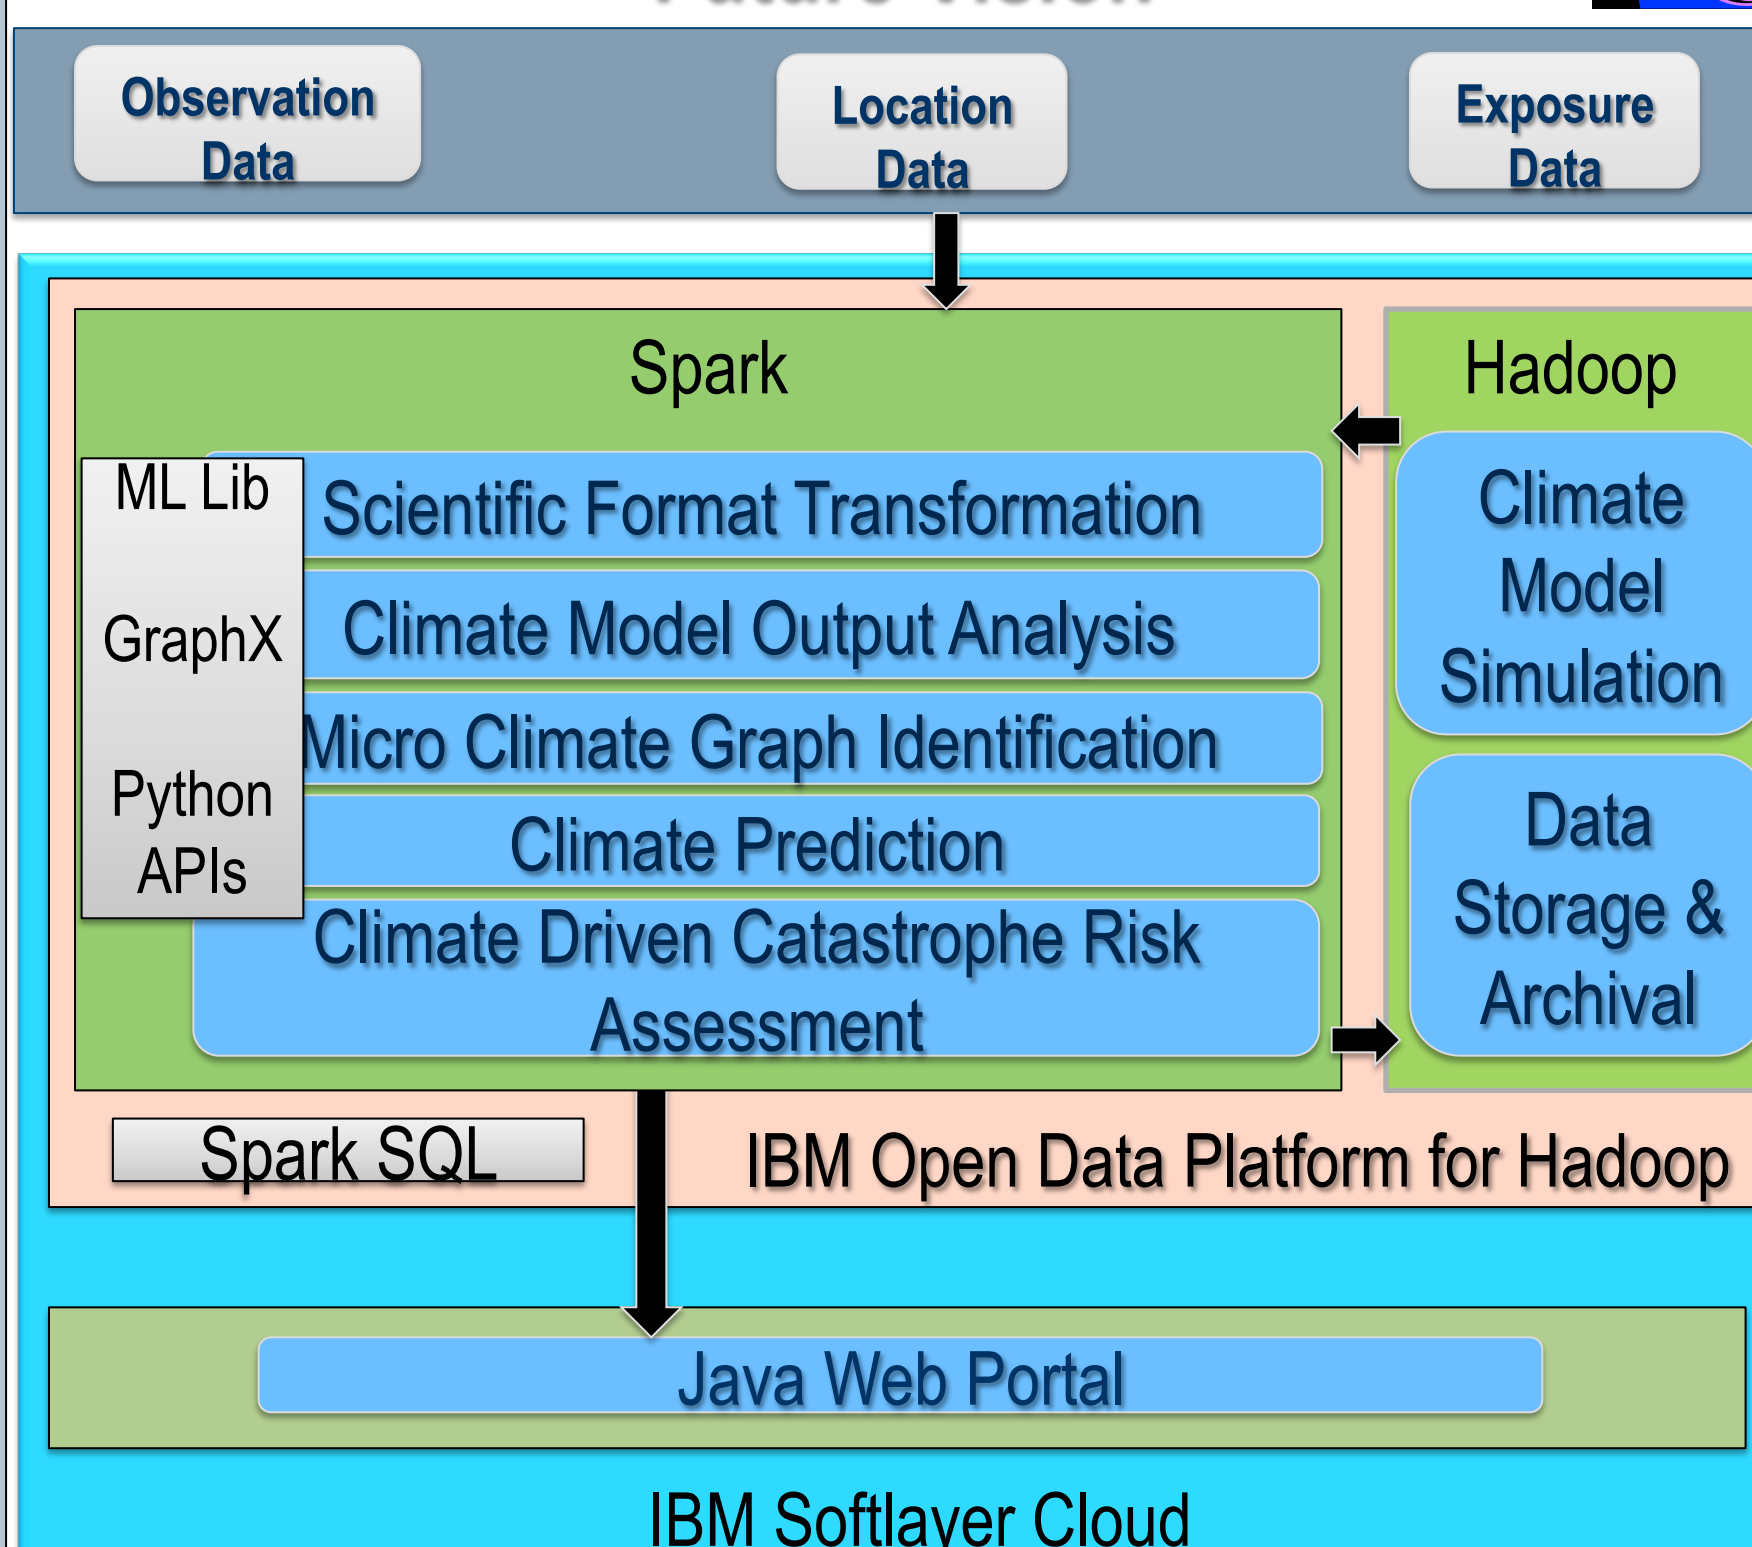 Future Vision
Observation
Data
Location
Data
Exposure
Data
Spark
Hadoop
ML Lib
GraphX
Python
APIs
Scientific Format Transformation
Climate Model Output Analysis
Micro Climate Graph Identification
Climate Prediction
Climate Driven Catastrophe Risk
Assessment
Climate
Model
Simulation
Data
Storage &
Archival
Spark SQL
IBM Open Data Platform for Hadoop
Java Web Portal
IBM Softlayer Cloud